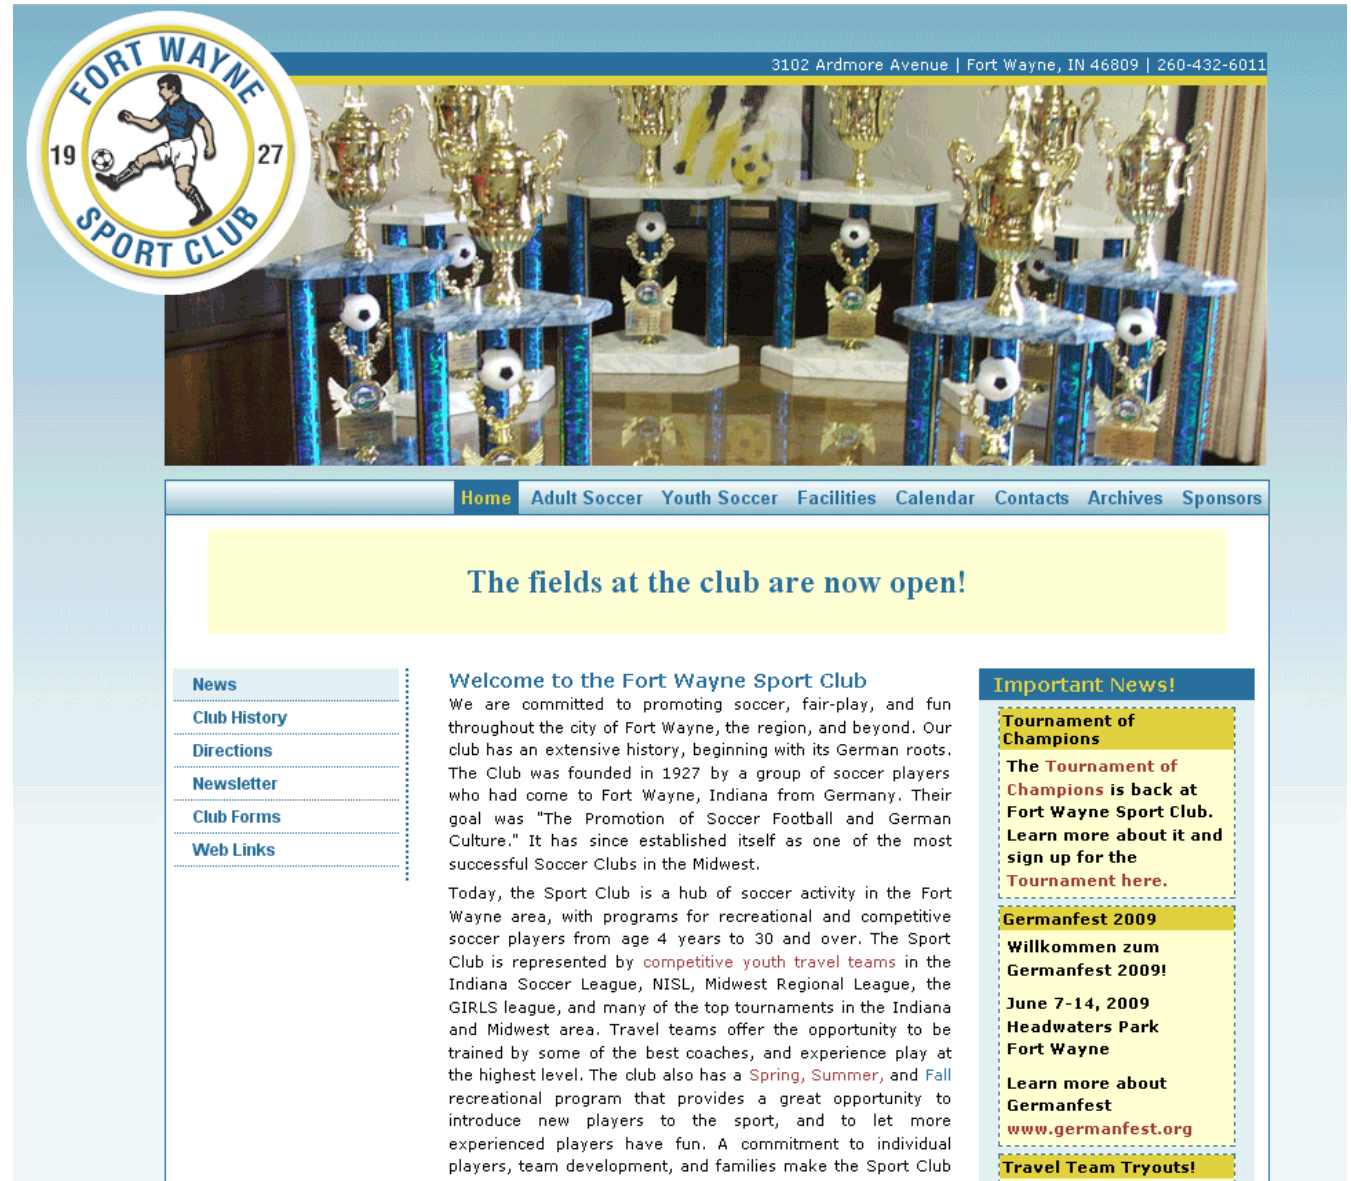 FORT WAYNE
19 27
SPORT CLUB
3102 Ardmore Avenue | Fort Wayne, IN 46809 | 260-432-6011
Home Adult Soccer Youth Soccer Facilities Calendar Contacts Archives Sponsors
The fields at the club are now open!
News
Club History
Directions
Newsletter
Club Forms
Web Links
Welcome to the Fort Wayne Sport Club
We are committed to promoting soccer, fair-play, and fun
throughout the city of Fort Wayne, the region, and beyond. Our
club has an extensive history, beginning with its German roots.
The Club was founded in 1927 by a group of soccer players
who had come to Fort Wayne, Indiana from Germany. Their
goal was "The Promotion of Soccer Football and German
Culture." It has since established itself as one of the most
successful Soccer Clubs in the Midwest.
Today, the Sport Club is a hub of soccer activity in the Fort
Wayne area, with programs for recreational and competitive
soccer players from age 4 years to 30 and over. The Sport
Club is represented by competitive youth travel teams in the
Indiana Soccer League, NISL, Midwest Regional League, the
GIRLS league, and many of the top tournaments in the Indiana
and Midwest area. Travel teams offer the opportunity to be
trained by some of the best coaches, and experience play at
the highest level. The club also has a Spring, Summer, and Fall
recreational program that provides a great opportunity to
introduce new players to the sport, and to let more
experienced players have fun. A commitment to individual
players, team development, and families make the Sport Club
Important News!
Tournament of
Champions
The Tournament of
Champions is back at
Fort Wayne Sport Club.
Learn more about it and
sign up for the
Tournament here.
Germanfest 2009
Willkommen zum
Germanfest 2009!
June 7-14, 2009
Headwaters Park
Fort Wayne
Learn more about
Germanfest
www.germanfest.org
Travel Team Tryouts!